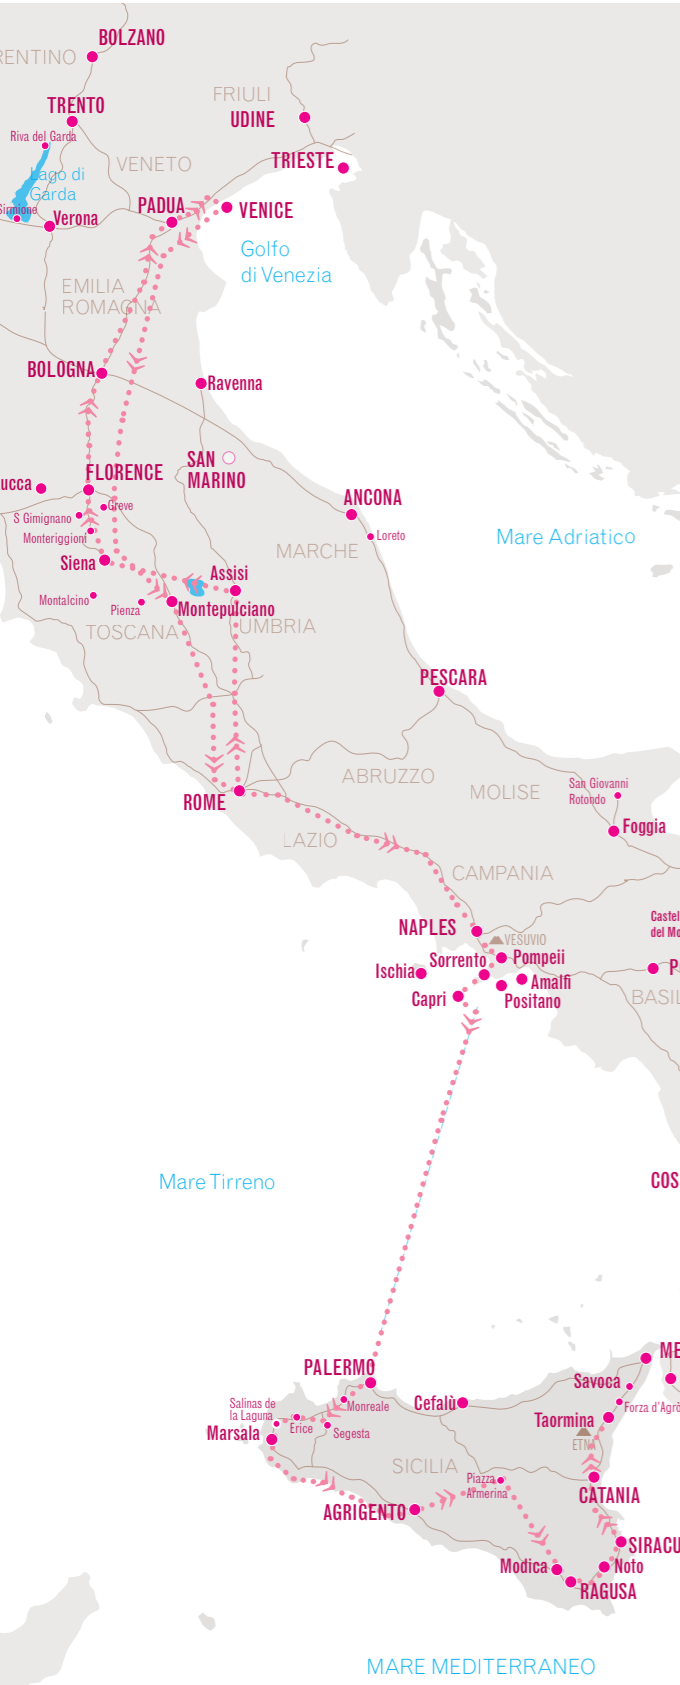 BOLZANO
RENTINO
FRIULI
TRENTO
UDINE
Riva del Garda
TRIESTE
VENETO
Lago di
Garda
Sirmione
Verona
PADUA
VENICE
Golfo
di Venezia
EMILIA
ROMAGNA
BOLOGNA
Ravenna
SAN
MARINO
FLORENCE
ucca
ANCONA
Greve
S Gimignano
Monteriggioni
Loreto
Mare Adriatico
MARCHE
Siena
Assisi
Montalcino
Pienza
Montepulciano
TOSCANA
UMBRIA
PESCARA
ABRUZZO
MOLISE
San Giovanni
Rotondo
ROME
Foggia
LAZIO
CAMPANIA
Castel
del Mo
NAPLES
VESUVIO
Sorrento
Pompeii
Ischia
P
Amalfi
Capri
Positano
BASIL
Mare Tirreno
COS
ME
PALERMO
Savoca
Monreale
Cefalù
Forza d'Agrò
Salinas de
la Laguna
Taormina
Erice
Segesta
Marsala
ETNA
SICILIA
Piazza
Armerina
CATANIA
AGRIGENTO
SIRACU
Modica
Noto
RAGUSA
MARE MEDITERRANEO